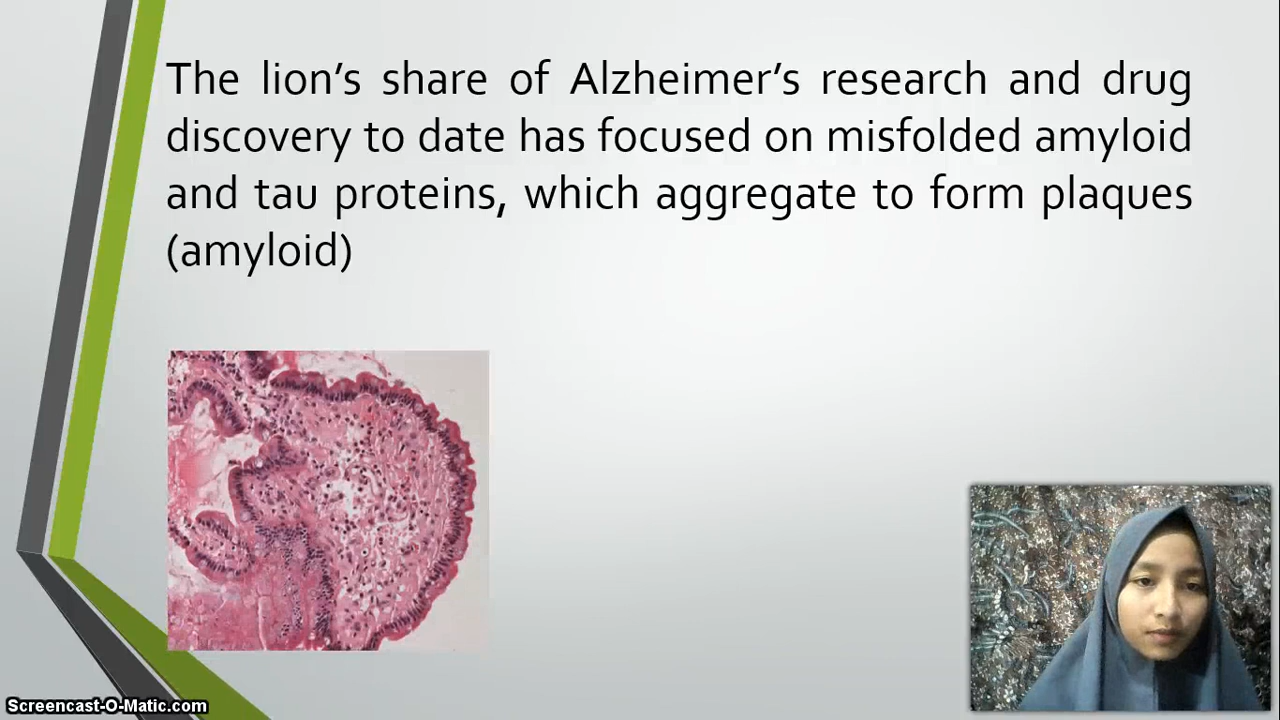 The lion’s share of Alzheimer’s research and drug
discovery to date has focused on misfolded amyloid
and tau proteins, which aggregate to form plaques
(amyloid)
Screencast-O-Matic.com